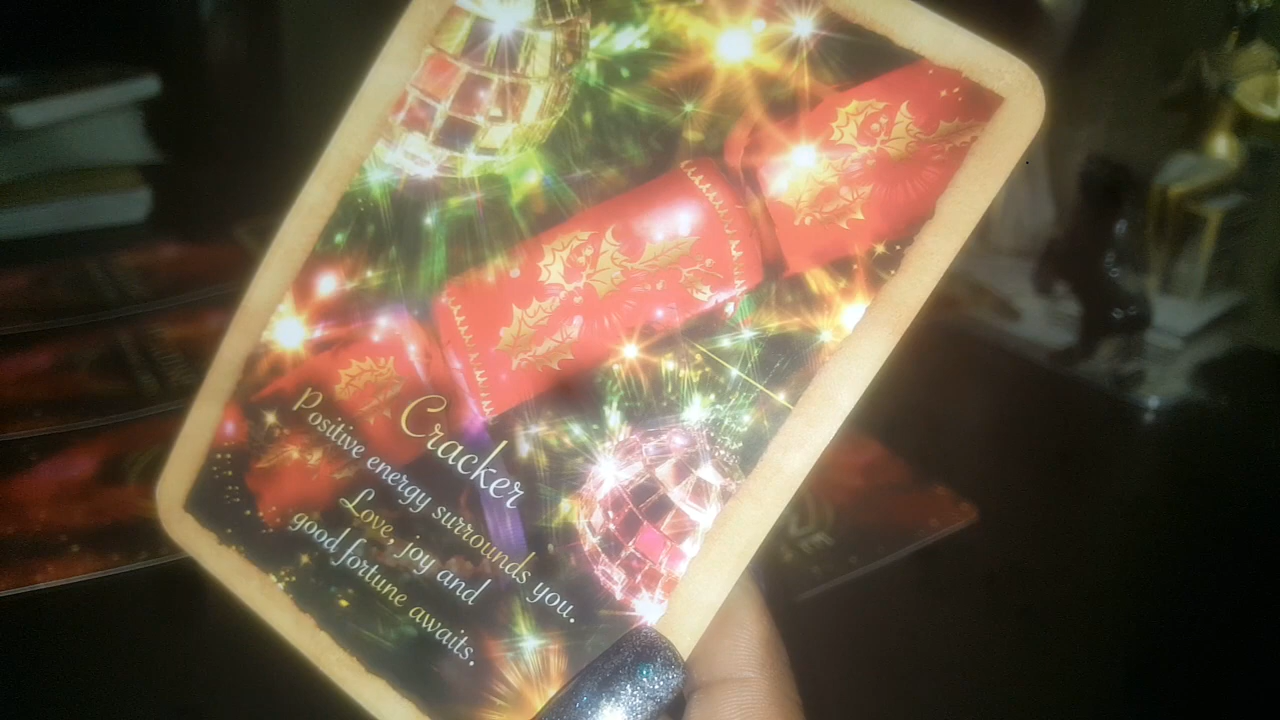 Cracker
Positive energy surrounds you.
Love, joy and
good fortune awaits.